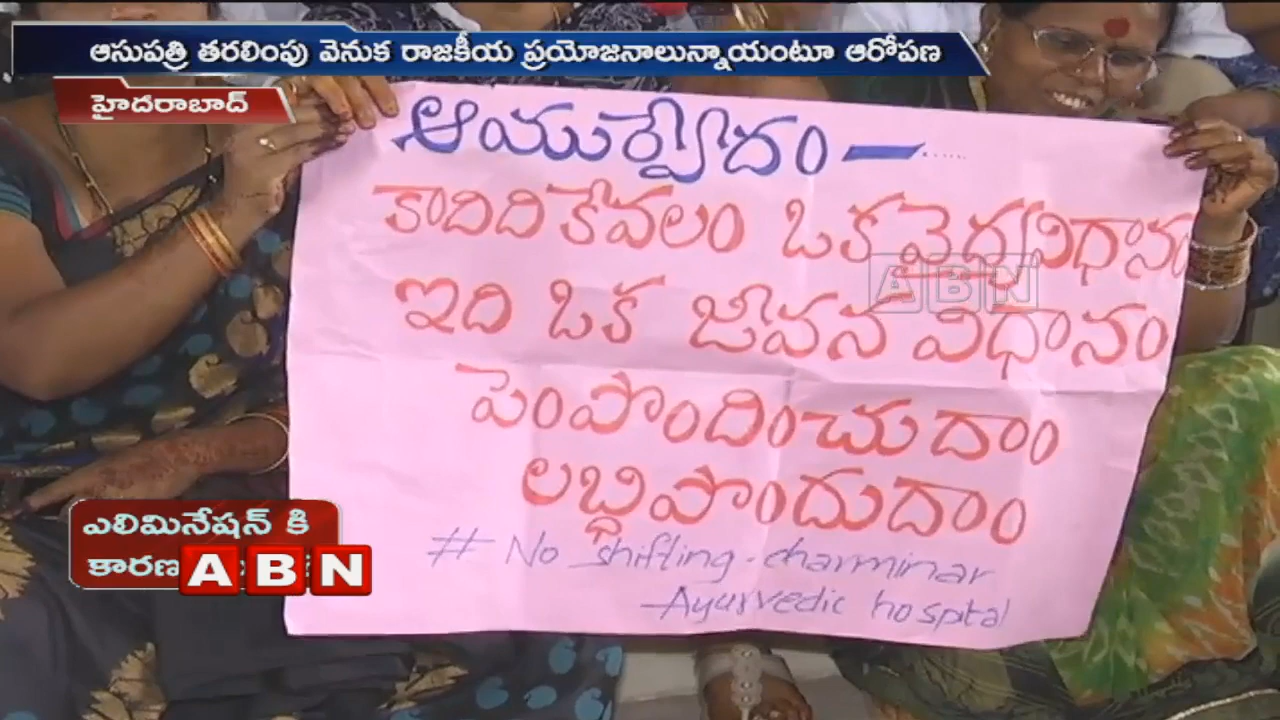 ఆసుపత్రి తరలింపు వెనుక రాజకీయ ప్రయోజనాలున్నాయంటూ ఆరోపణ
హైదరాబాద్
ఆయుర్వేదం —......
కాదిది కేవలం ఒక వైద్యవిధానం
ABN
ఇది ఒక జీవన విధానం
పెంపొందించుదాం
లబ్ధిపొందుదాం
# No shifting - charminar
Ayurvedic hosptal
ఎలిమినేషన్ కి
ABN